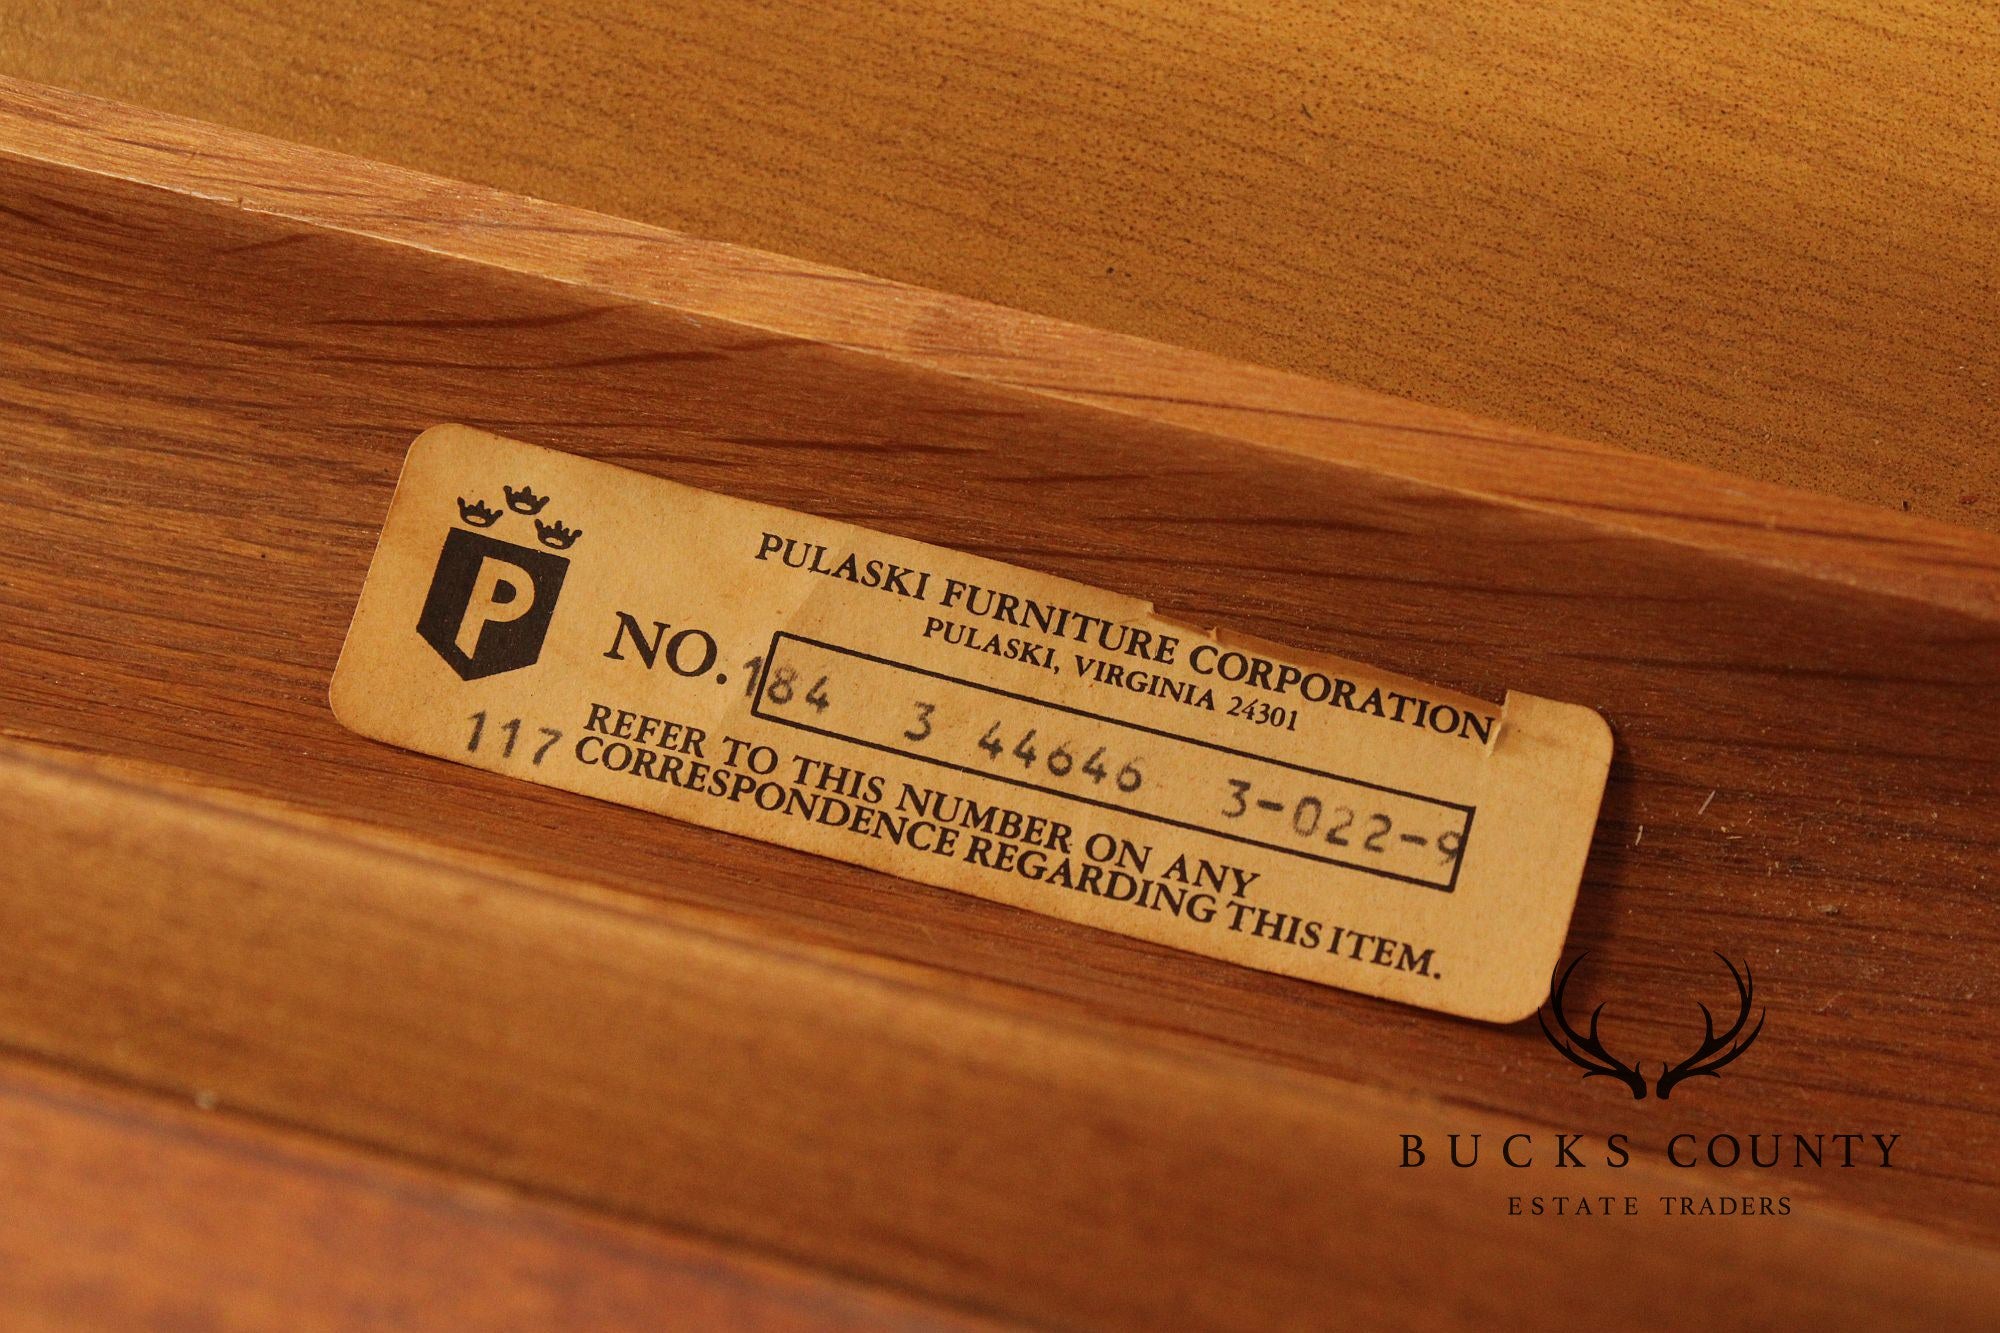 P
PULASKI FURNITURE CORPORATION
PULASKI, VIRGINIA 24301
NO. 184 3 44646 3-022-9
117
REFER TO THIS NUMBER ON ANY
CORRESPONDENCE REGARDING THIS ITEM.
BUCKS COUNTY
ESTATE TRADERS